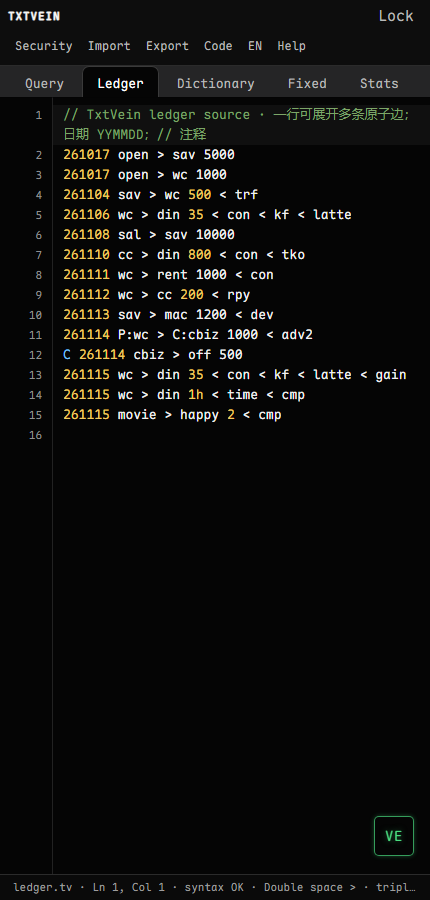 TXTVEIN
Lock
Security Import Export Code EN Help
Query Ledger Dictionary Fixed Stats
1 // TxtVein ledger source · 一行可展开多条原子边;
日期 YYMMDD; // 注释
2 261017 open > sav 5000
3 261017 open > wc 1000
4 261104 sav > wc 500 < trf
5 261106 wc > din 35 < con < kf < latte
6 261108 sal > sav 10000
7 261110 cc > din 800 < con < tko
8 261111 wc > rent 1000 < con
9 261112 wc > cc 200 < rpy
10 261113 sav > mac 1200 < dev
11 261114 P:wc > C:cbiz 1000 < adv2
12 C 261114 cbiz > off 500
13 261115 wc > din 35 < con < kf < latte < gain
14 261115 wc > din 1h < time < cmp
15 261115 movie > happy 2 < cmp
16
VE
ledger.tv · Ln 1, Col 1 · syntax OK · Double space > · tripl…